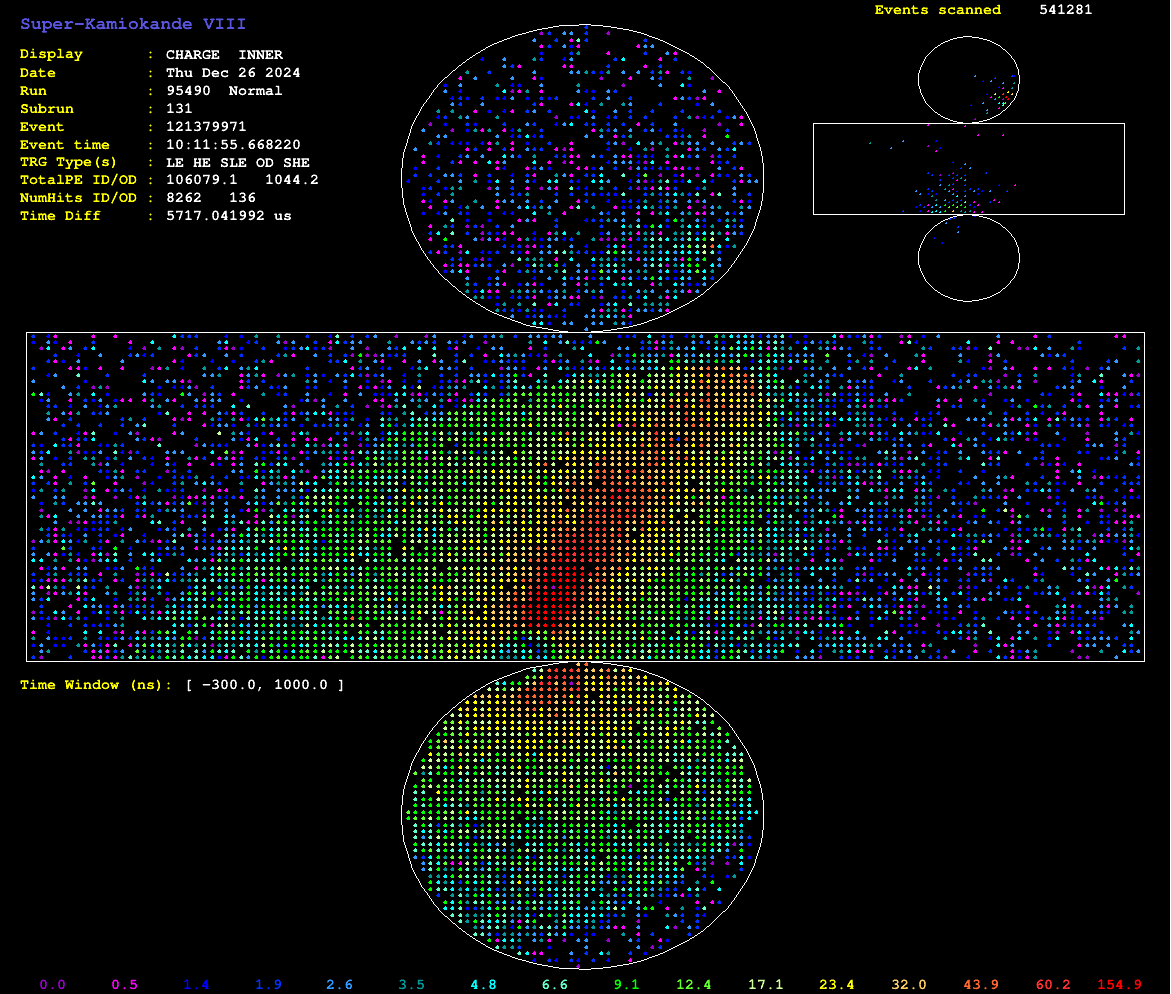 Super-Kamiokande VIII
Events scanned 541281
Display : CHARGE INNER
Date : Thu Dec 26 2024
Run : 95490 Normal
Subrun : 131
Event : 121379971
Event time : 10:11:55.668220
TRG Type(s) : LE HE SLE OD SHE
TotalPE ID/OD : 106079.1 1044.2
NumHits ID/OD : 8262 136
Time Diff : 5717.041992 us
Time Window (ns): [ −300.0, 1000.0 ]
0.0 0.5 1.4 1.9 2.6 3.5 4.8 6.6 9.1 12.4 17.1 23.4 32.0 43.9 60.2 154.9